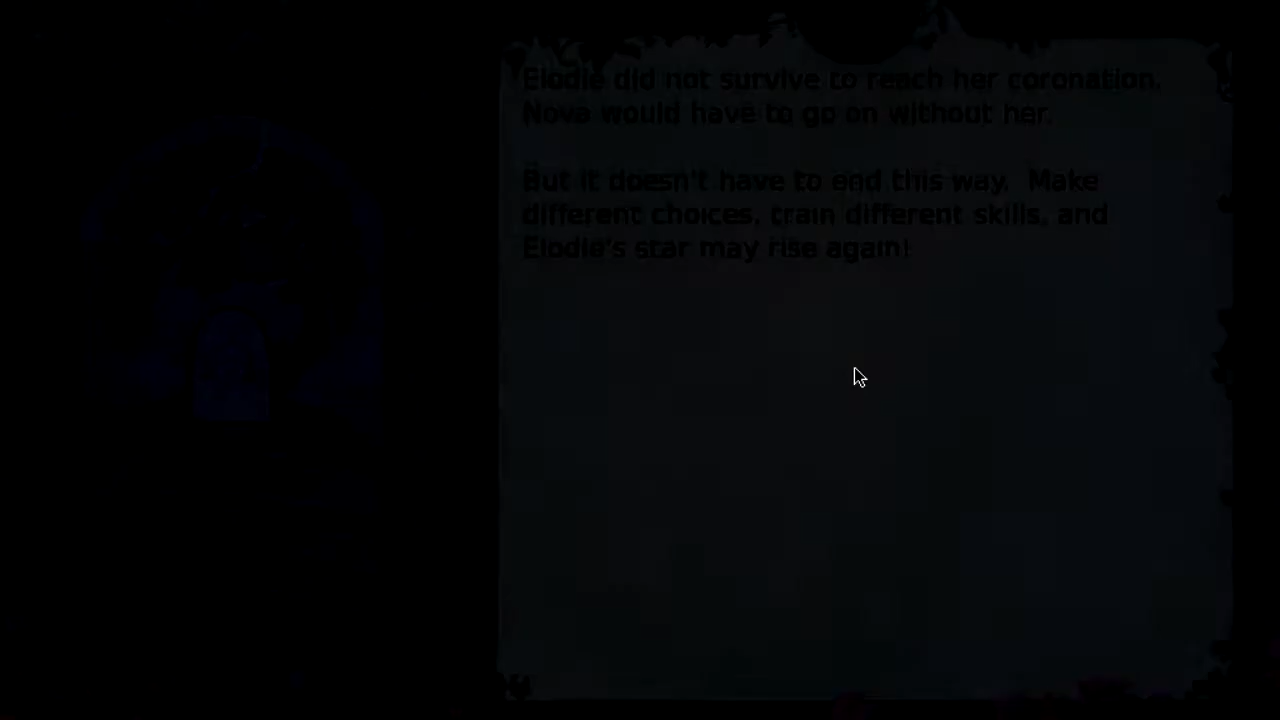 Elodie did not survive to reach her coronation.
Nova would have to go on without her.
But it doesn't have to end this way.  Make
different choices, train different skills, and
Elodie's star may rise again!